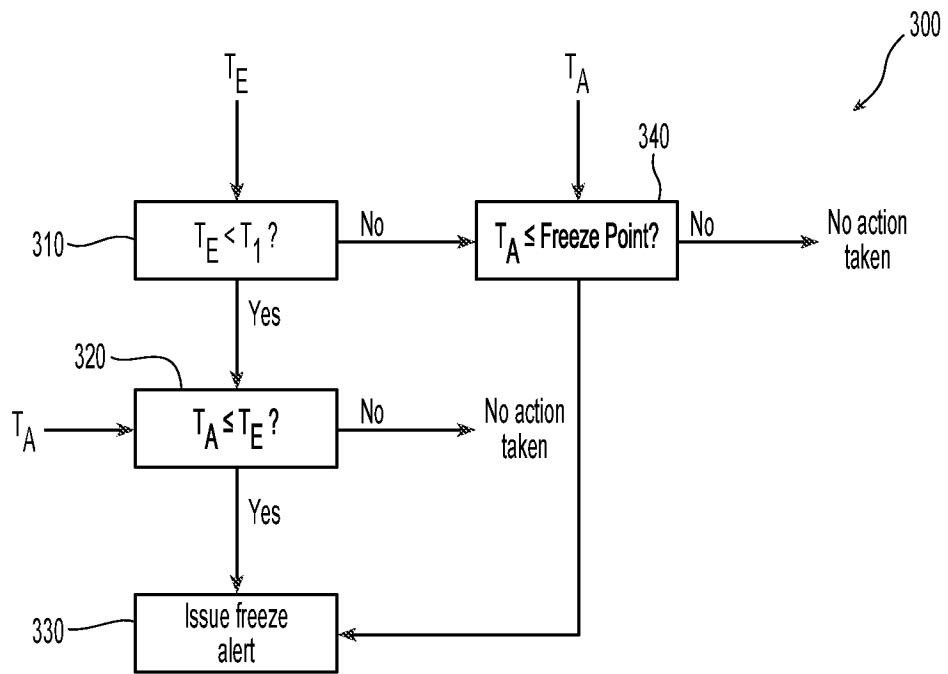 300
T_E
T_A
340
310
T_E < T_1 ?
No
T_A ≤ Freeze Point?
No
No action
taken
Yes
320
T_A
T_A ≤ T_E ?
No
No action
taken
Yes
330
Issue freeze
alert